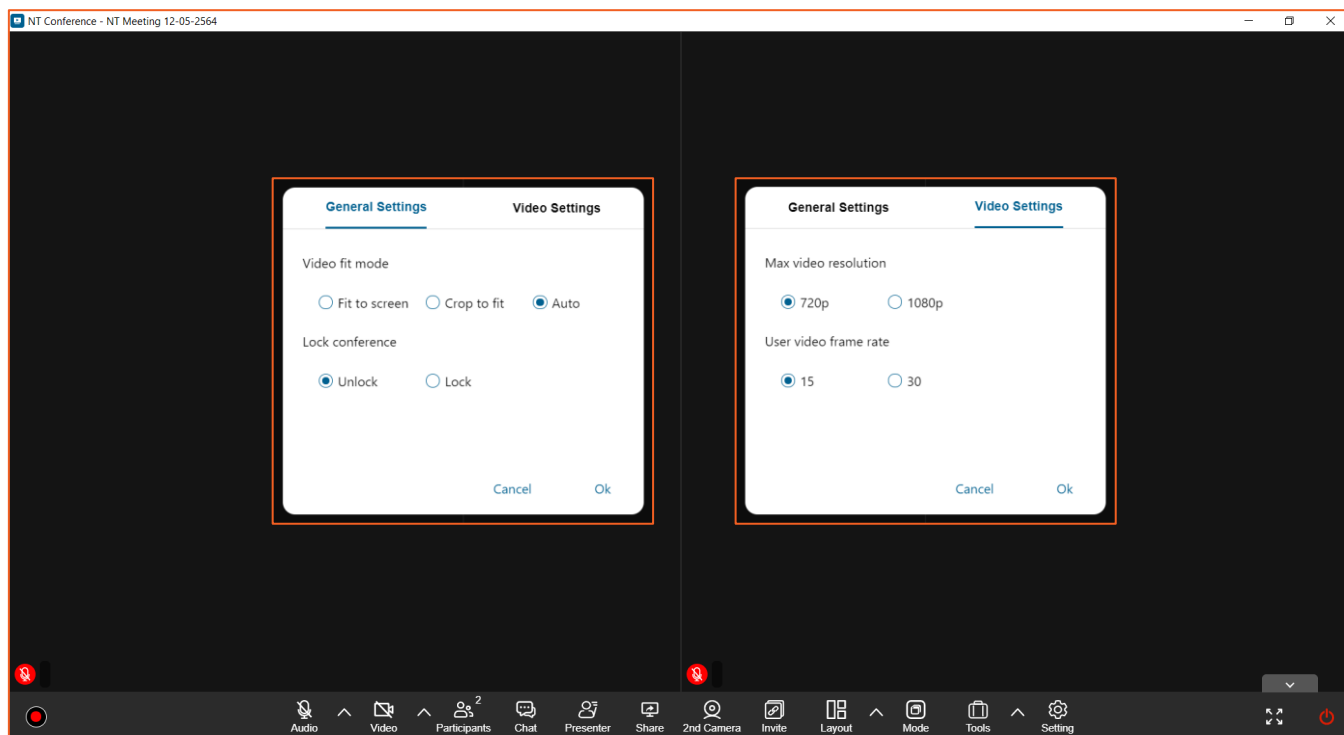 NT Conference - NT Meeting 12-05-2564
General Settings
Video Settings
Video fit mode
Fit to screen
Crop to fit
Auto
Lock conference
Unlock
Lock
Cancel
Ok
General Settings
Video Settings
Max video resolution
720p
1080p
User video frame rate
15
30
Cancel
Ok
Audio
Video
2
Participants
Chat
Presenter
Share
2nd Camera
Invite
Layout
Mode
Tools
Setting